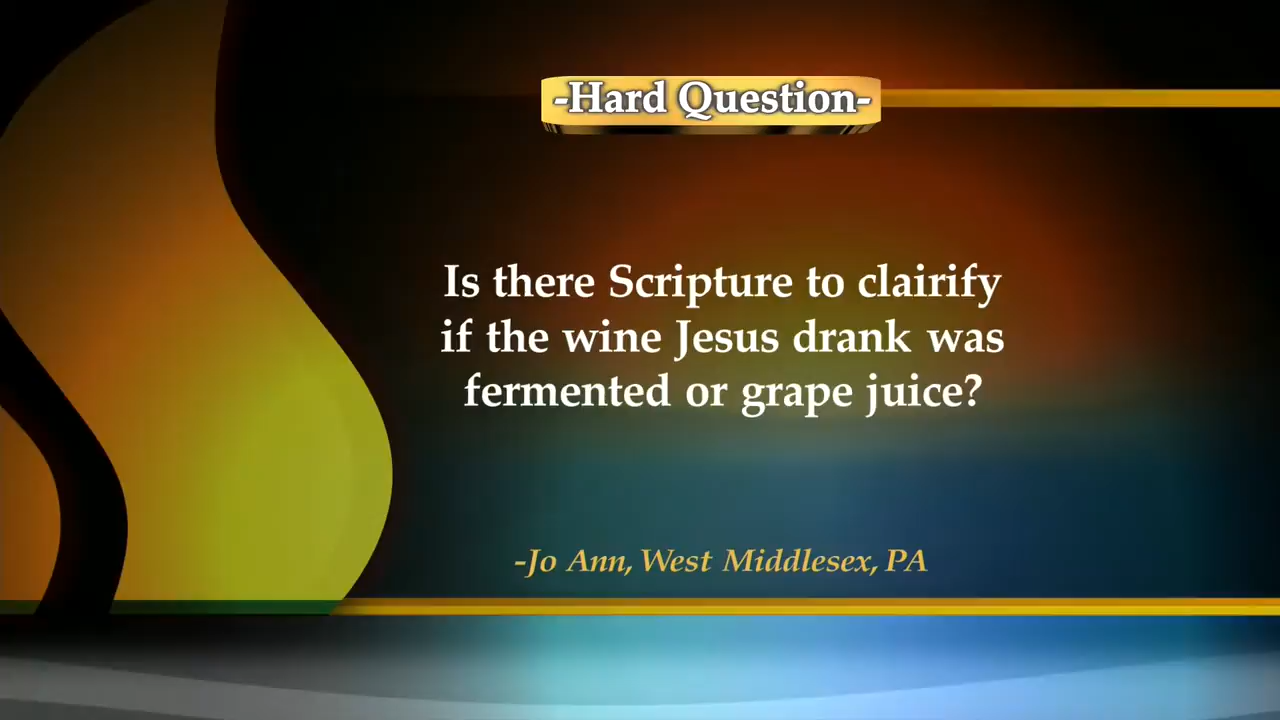 -Hard Question-
Is there Scripture to clairify
if the wine Jesus drank was
fermented or grape juice?
-Jo Ann, West Middlesex, PA